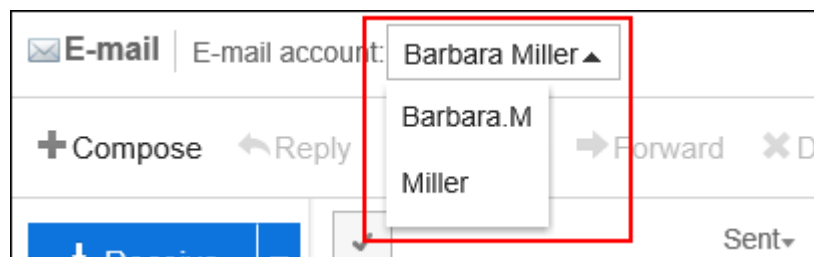 E-mail E-mail account: Barbara Miller
Barbara.M
Compose Reply Forward D
Miller
Sent